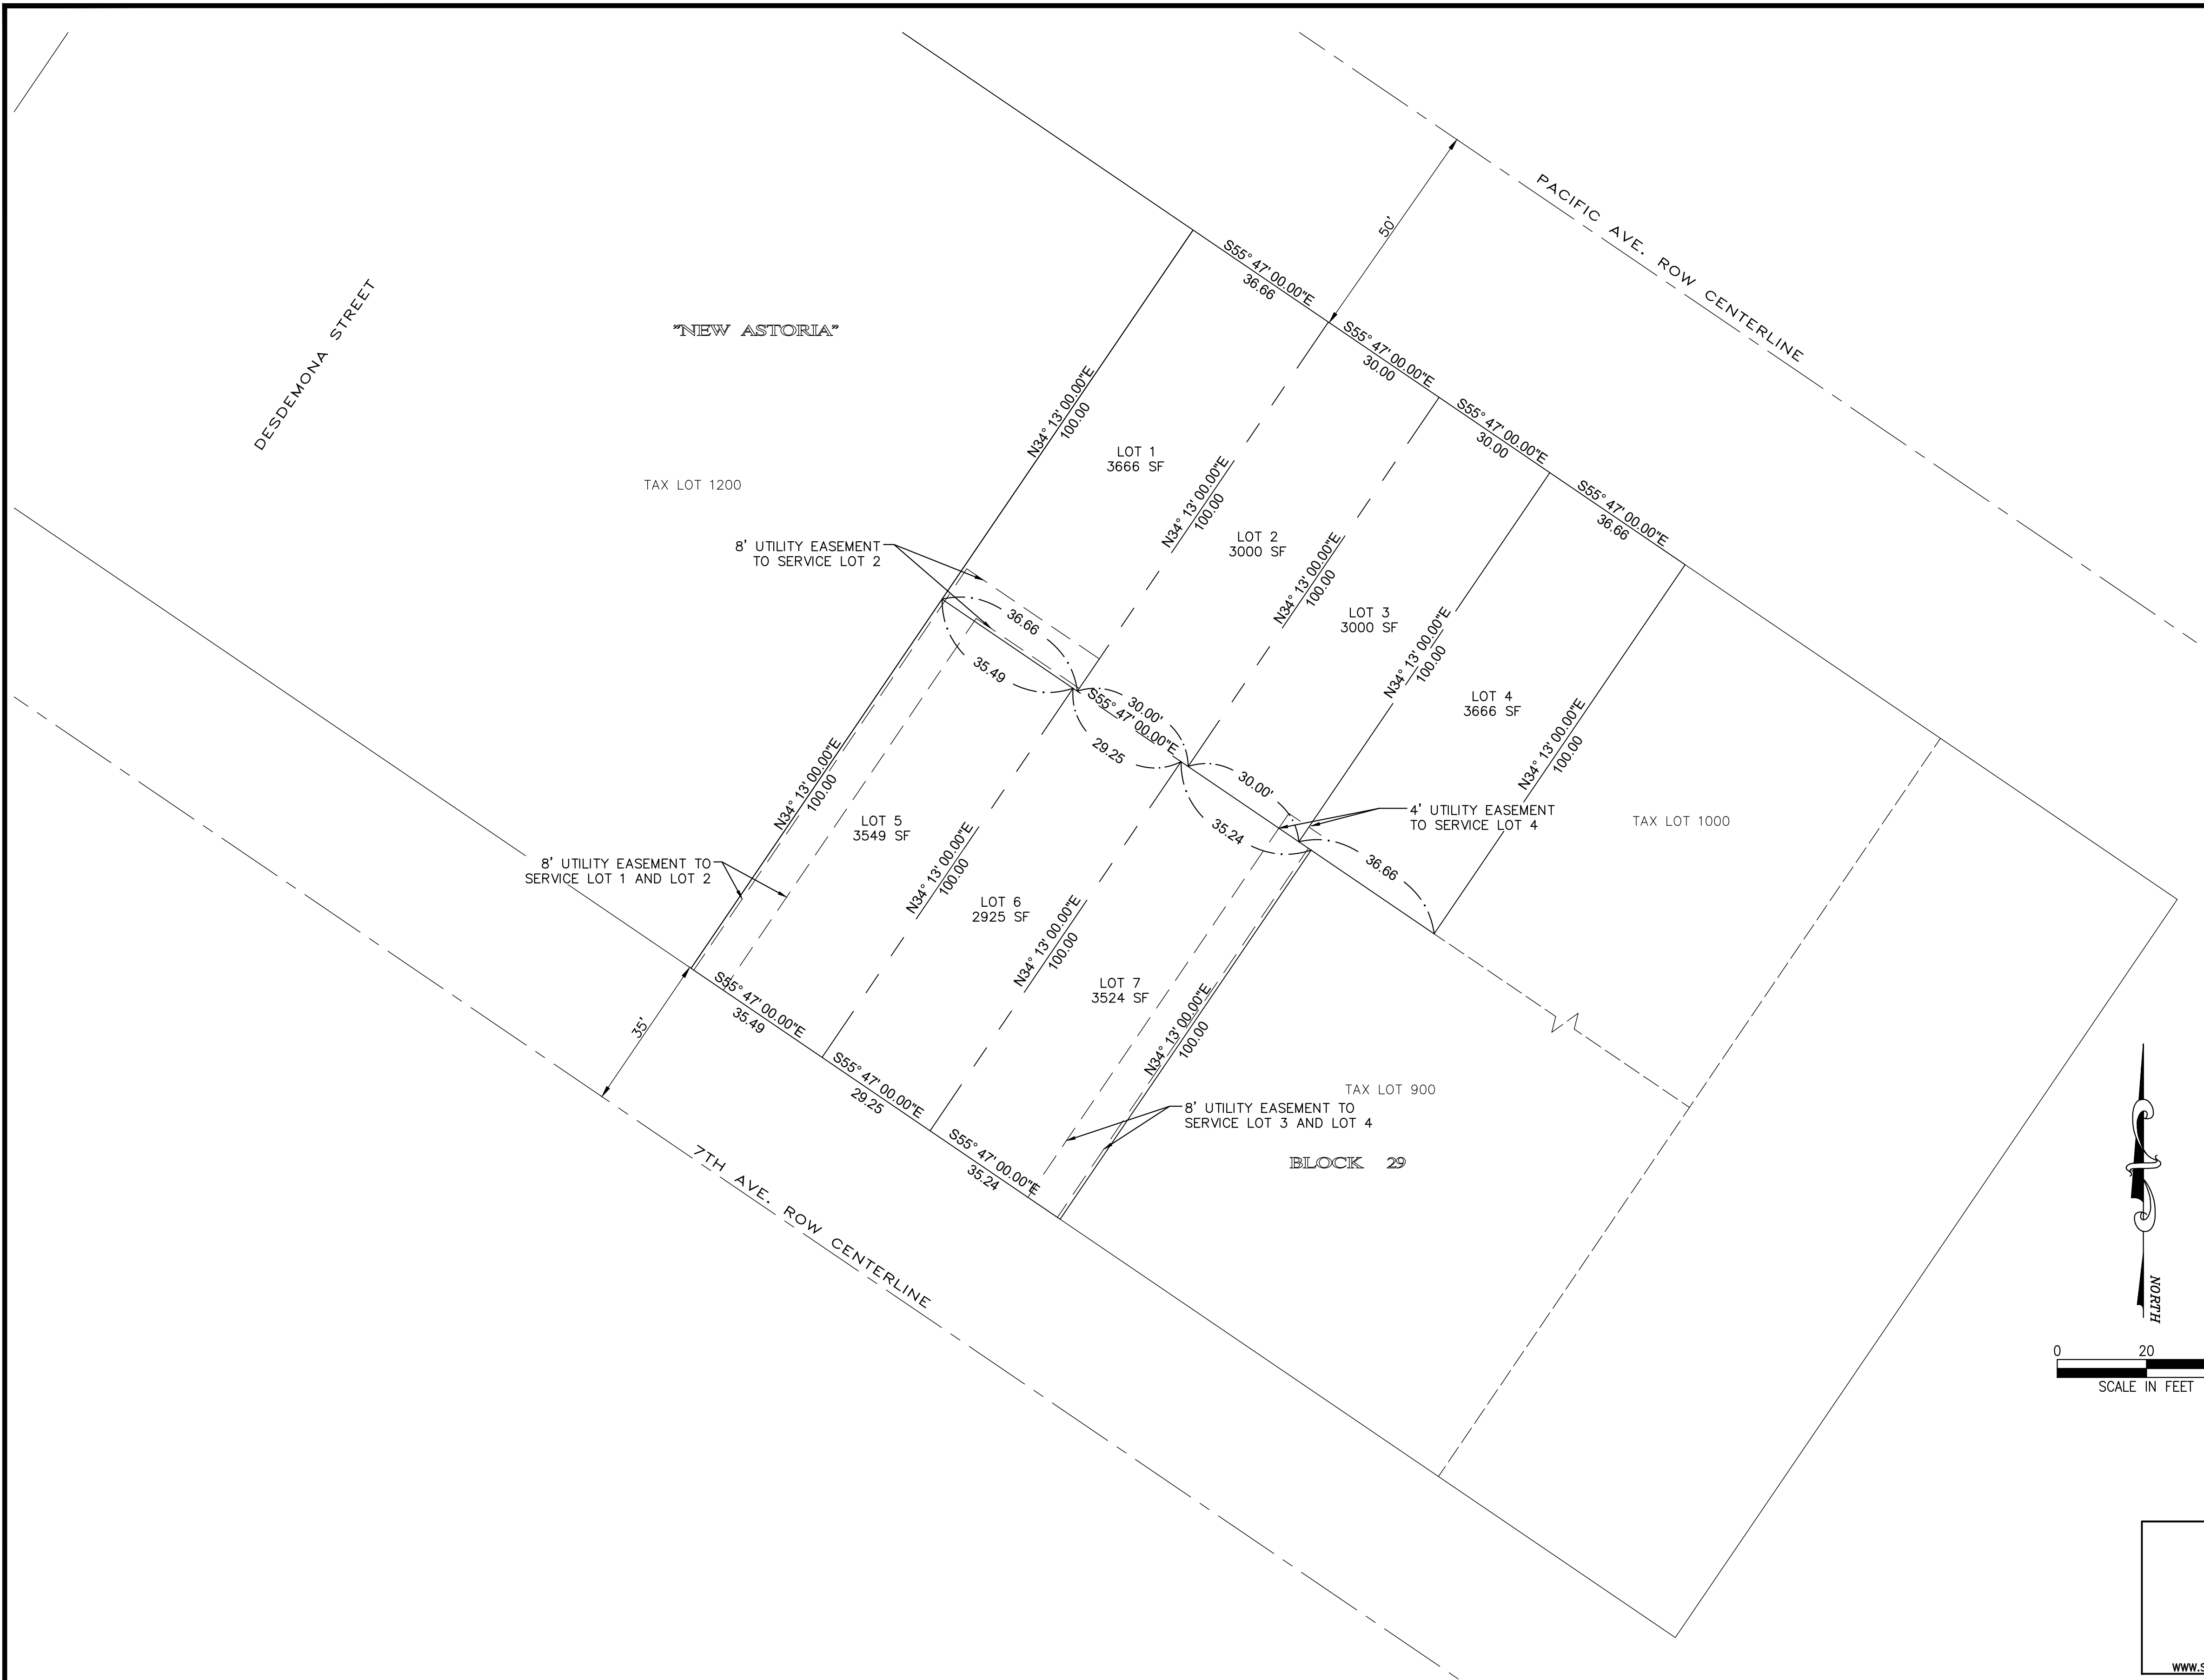 PACIFIC AVE. ROW CENTERLINE
50'
S55°47'00.00"E
36.66
S55°47'00.00"E
30.00
S55°47'00.00"E
30.00
S55°47'00.00"E
36.66
DESDEMONA STREET
"NEW ASTORIA"
N34°13'00.00"E
100.00
LOT 1
3666 SF
TAX LOT 1200
N34°13'00.00"E
100.00
LOT 2
3000 SF
8' UTILITY EASEMENT
TO SERVICE LOT 2
N34°13'00.00"E
100.00
LOT 3
3000 SF
N34°13'00.00"E
100.00
LOT 4
3666 SF
N34°13'00.00"E
100.00
36.66
35.49
S55°47'00.00"E
30.00'
29.25
30.00'
35.24
36.66
4' UTILITY EASEMENT
TO SERVICE LOT 4
TAX LOT 1000
N34°13'00.00"E
100.00
LOT 5
3549 SF
8' UTILITY EASEMENT TO
SERVICE LOT 1 AND LOT 2
N34°13'00.00"E
100.00
LOT 6
2925 SF
N34°13'00.00"E
100.00
LOT 7
3524 SF
N34°13'00.00"E
100.00
35'
S55°47'00.00"E
35.49
S55°47'00.00"E
29.25
S55°47'00.00"E
35.24
TAX LOT 900
8' UTILITY EASEMENT TO
SERVICE LOT 3 AND LOT 4
BLOCK 29
7TH AVE. ROW CENTERLINE
NORTH
0 20
SCALE IN FEET
www.s